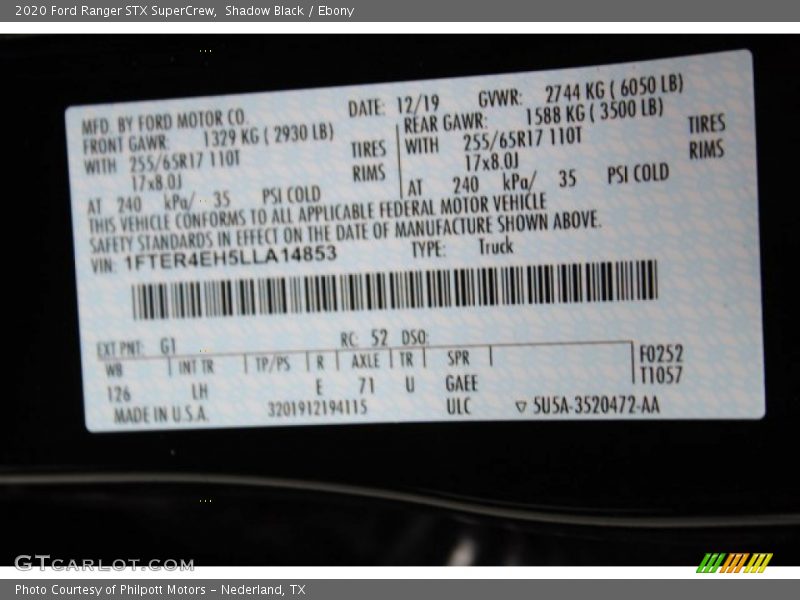 2020 Ford Ranger STX SuperCrew,  Shadow Black / Ebony
MFD. BY FORD MOTOR CO.  DATE: 12/19  GVWR: 2744 KG ( 6050 LB)
FRONT GAWR: 1329 KG ( 2930 LB)  REAR GAWR: 1588 KG ( 3500 LB)
WITH 255/65R17 110T TIRES  WITH 255/65R17 110T TIRES
17x8.0J RIMS  17x8.0J RIMS
AT 240 kPa/ 35 PSI COLD  AT 240 kPa/ 35 PSI COLD
THIS VEHICLE CONFORMS TO ALL APPLICABLE FEDERAL MOTOR VEHICLE
SAFETY STANDARDS IN EFFECT ON THE DATE OF MANUFACTURE SHOWN ABOVE.
VIN: 1FTER4EH5LLA14853  TYPE: Truck
EXT PNT: G1  RC: 52 DSO:
WB INT TR TP/PS R AXLE TR SPR F0252
126 LH E 71 U GAEE T1057
MADE IN U.S.A. 3201912194115 ULC ▽ 5U5A-3520472-AA
GTCARLOT.COM
Photo Courtesy of Philpott Motors - Nederland, TX